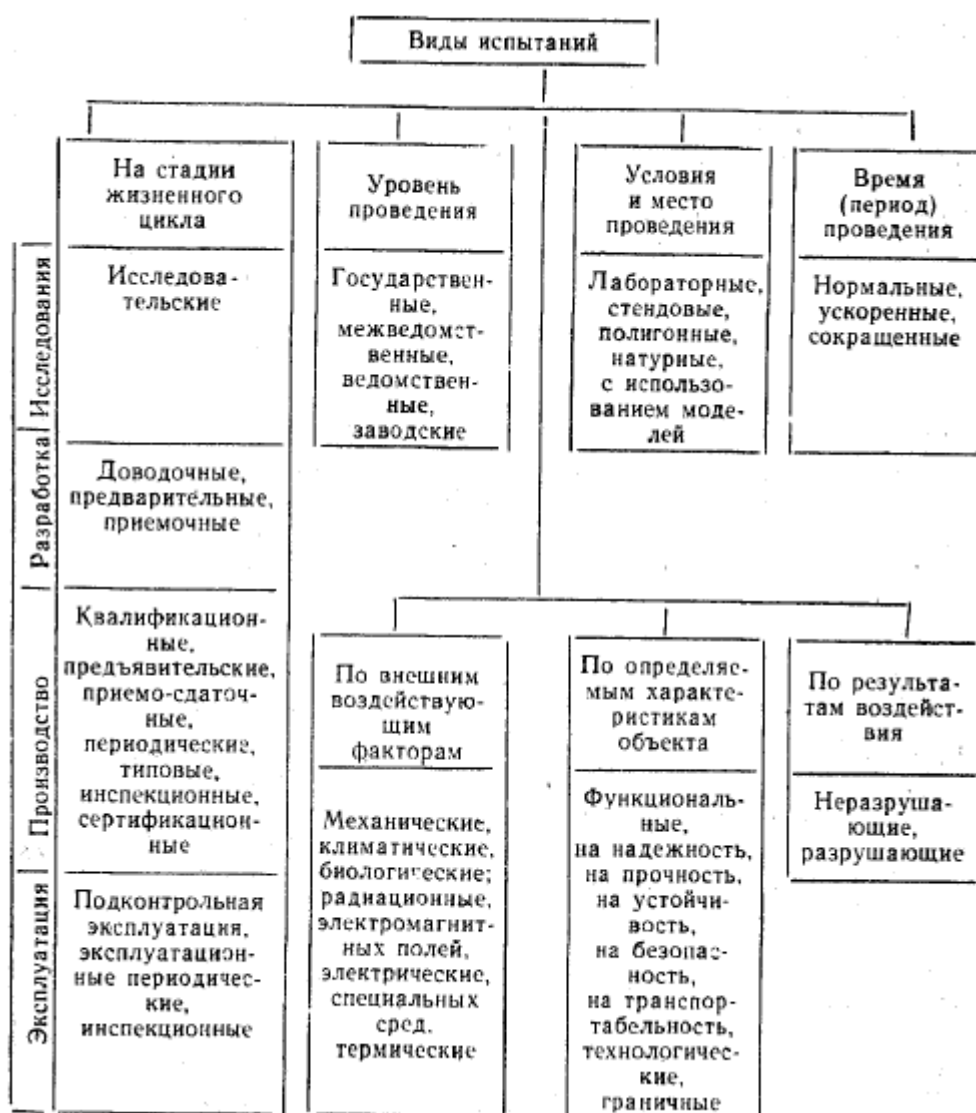 Виды испытаний
На стадии
жизненного
цикла
Уровень
проведения
Условия
и место
проведения
Время
(период)
проведения
Исследования
Исследова-
тельские
Государствен-
ные,
межведомст-
венные,
ведомствен-
ные,
заводские
Лабораторные,
стендовые,
полигонные,
натурные,
с использо-
ванием моде-
лей
Нормальные,
ускоренные,
сокращенные
Разработка
Доводочные,
предварительные,
приемочные
Производство
Квалификацион-
ные,
предъявительские,
приемо-сдаточ-
ные,
периодические,
типовые,
инспекционные,
сертификацион-
ные
Эксплуатация
Подконтрольная
эксплуатация,
эксплуатацион-
ные периодичес-
кие,
инспекционные
По внешним
воздействую-
щим
факторам
Механические,
климатические,
биологические;
радиационные,
электромагнит-
ных полей,
электрические,
специальных
сред,
термические
По определяе-
мым характе-
ристикам
объекта
Функциональ-
ные,
на надежность,
на прочность,
на устойчи-
вость,
на безопас-
ность,
на транспор-
табельность,
технологичес-
кие,
граничные
По результа-
там воздейст-
вия
Неразруша-
ющие,
разрушающие